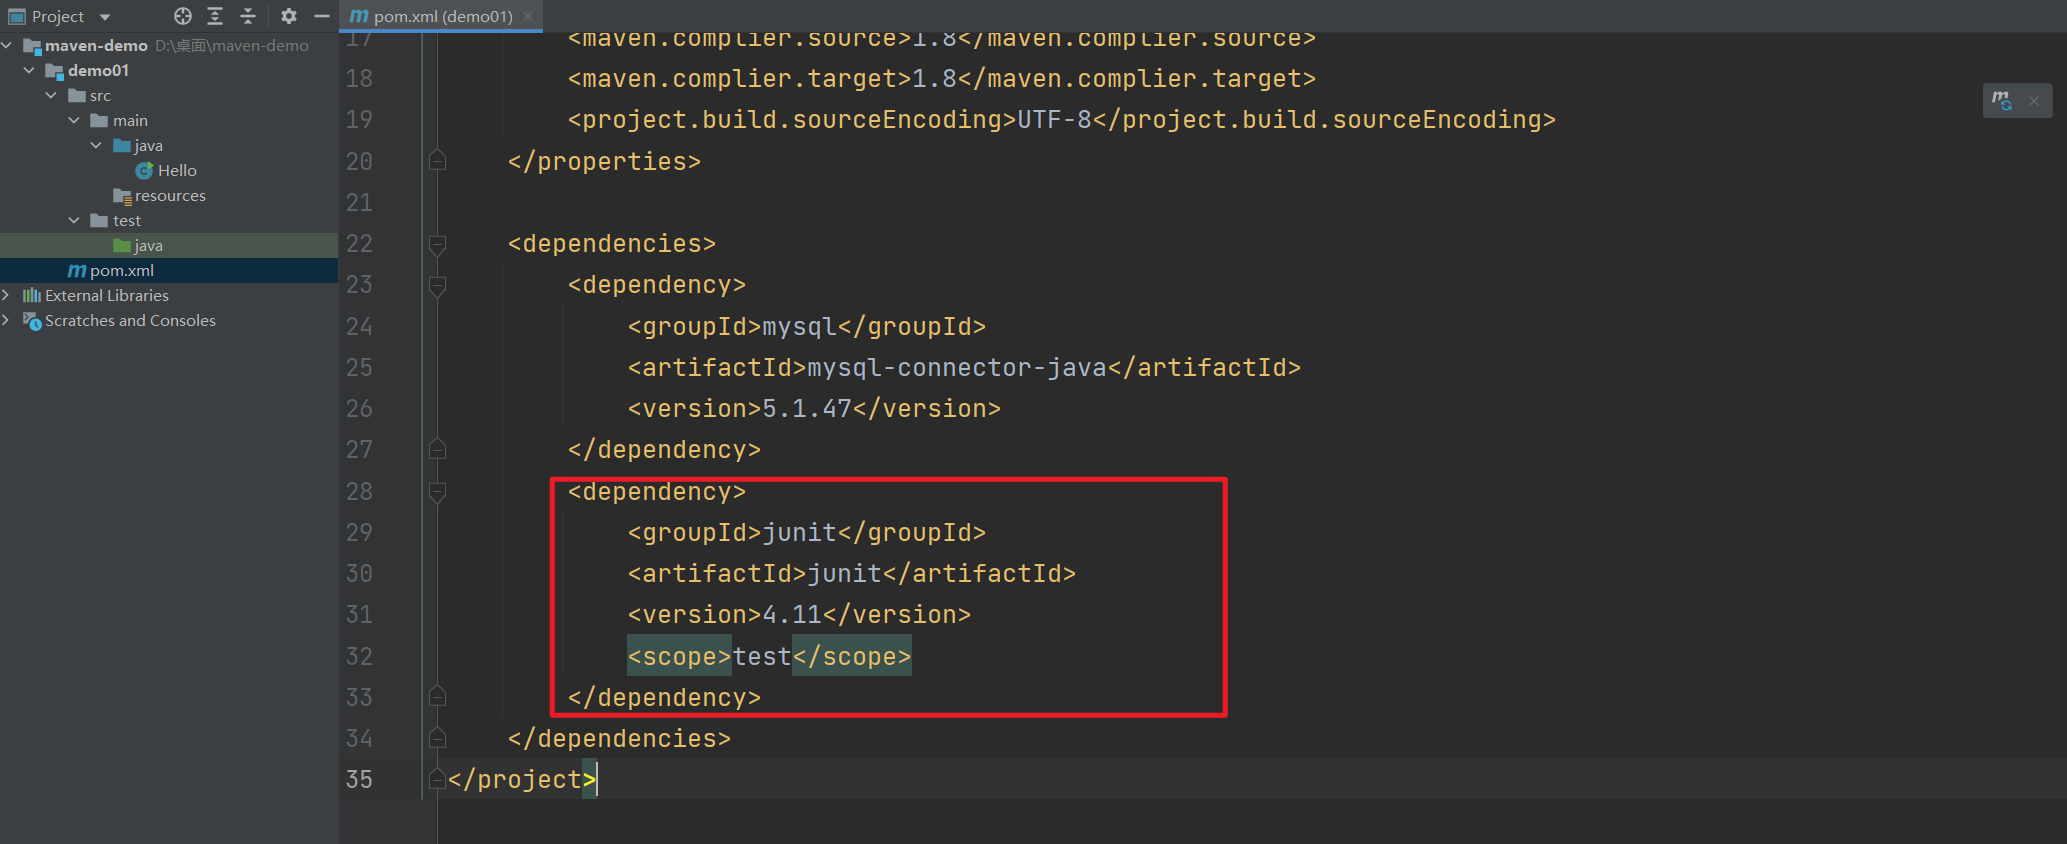 Project
pom.xml (demo01)
maven-demo D:\桌面\maven-demo
demo01
src
main
java
Hello
resources
test
java
pom.xml
External Libraries
Scratches and Consoles
17 <maven.complier.source>1.8</maven.complier.source>
18 <maven.complier.target>1.8</maven.complier.target>
19 <project.build.sourceEncoding>UTF-8</project.build.sourceEncoding>
20 </properties>
21
22 <dependencies>
23 <dependency>
24 <groupId>mysql</groupId>
25 <artifactId>mysql-connector-java</artifactId>
26 <version>5.1.47</version>
27 </dependency>
28 <dependency>
29 <groupId>junit</groupId>
30 <artifactId>junit</artifactId>
31 <version>4.11</version>
32 <scope>test</scope>
33 </dependency>
34 </dependencies>
35 </project>